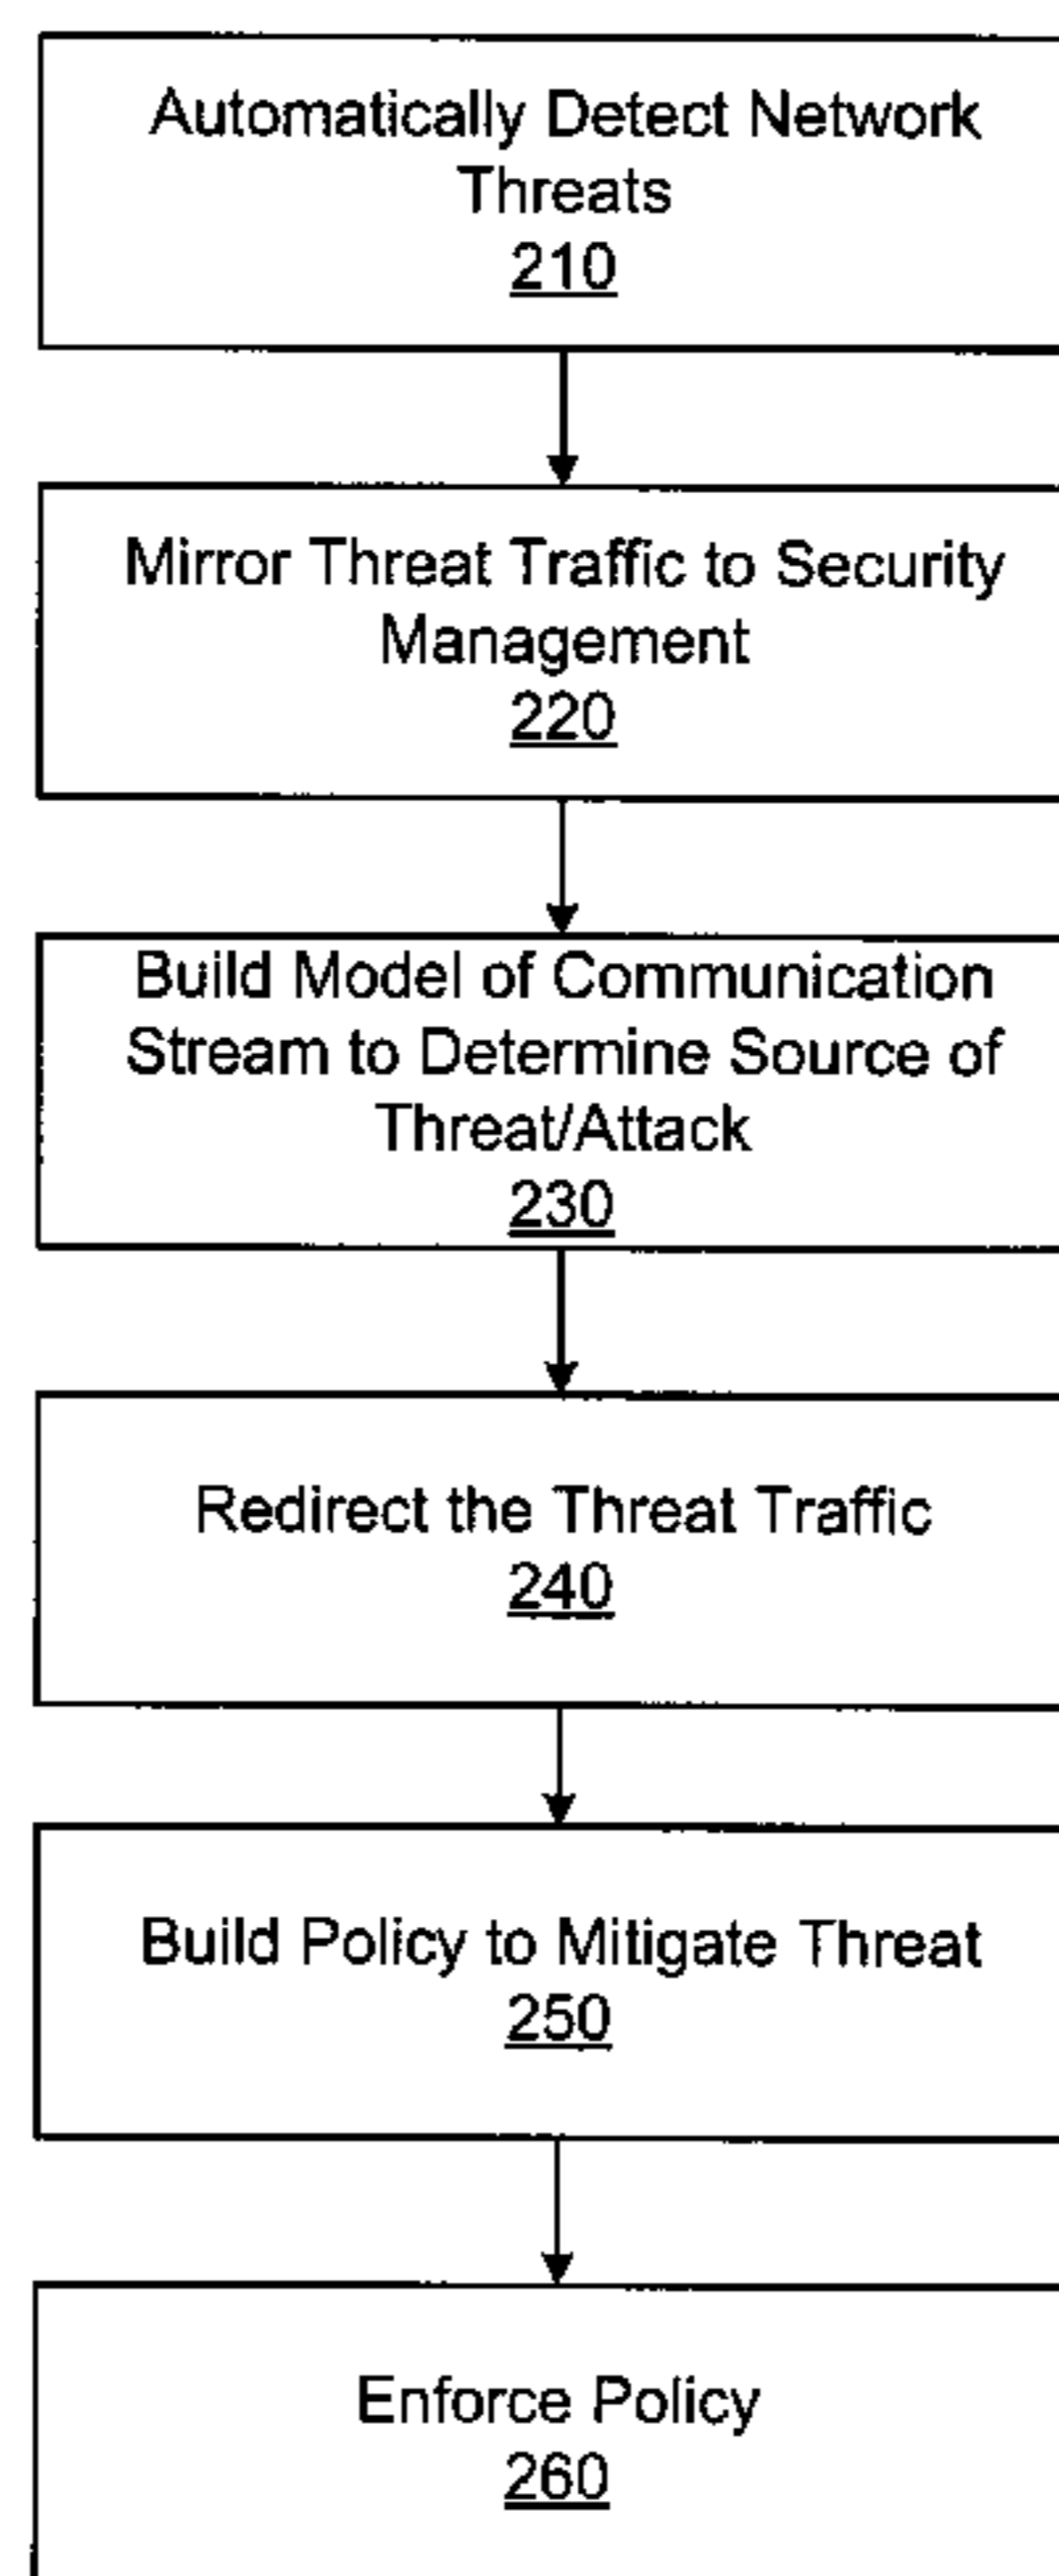 Automatically Detect Network
Threats
210
Mirror Threat Traffic to Security
Management
220
Build Model of Communication
Stream to Determine Source of
Threat/Attack
230
Redirect the Threat Traffic
240
Build Policy to Mitigate Threat
250
Enforce Policy
260